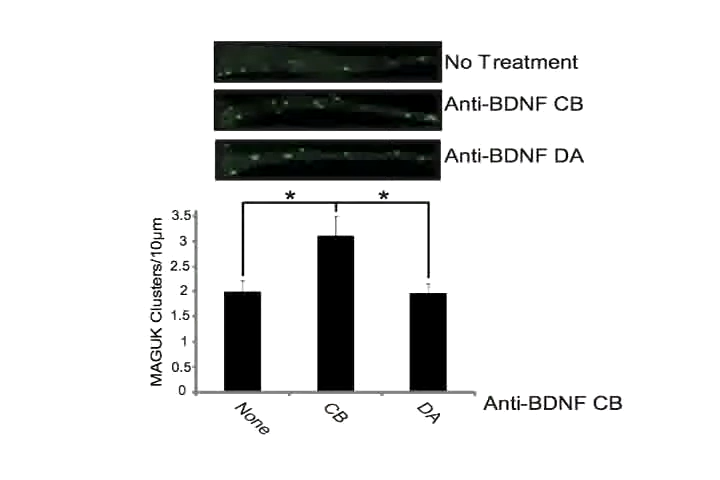 No Treatment
Anti-BDNF CB
Anti-BDNF DA
* *
3.5
3
2.5
2
1.5
1
0.5
0
MAGUK Clusters/10µm
None CB DA
Anti-BDNF CB